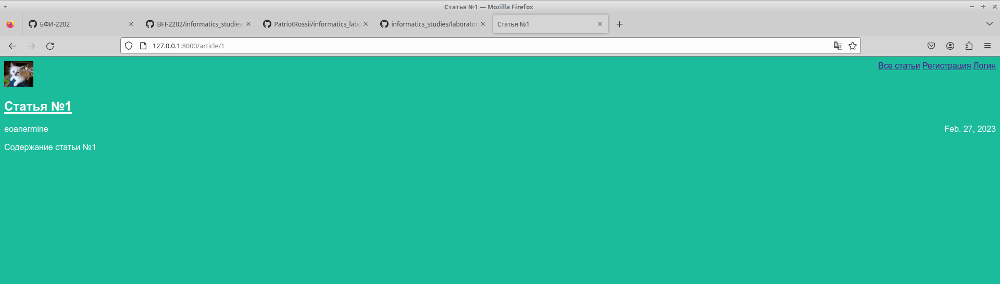 Статья №1 — Mozilla Firefox
БФИ-2202
BFI-2202/informatics_studies
PatriotRossii/informatics_labo
informatics_studies/laborator
Статья №1
127.0.0.1:8000/article/1
Все статьи Регистрация Логин
Статья №1
eoanermine Feb. 27, 2023
Содержание статьи №1